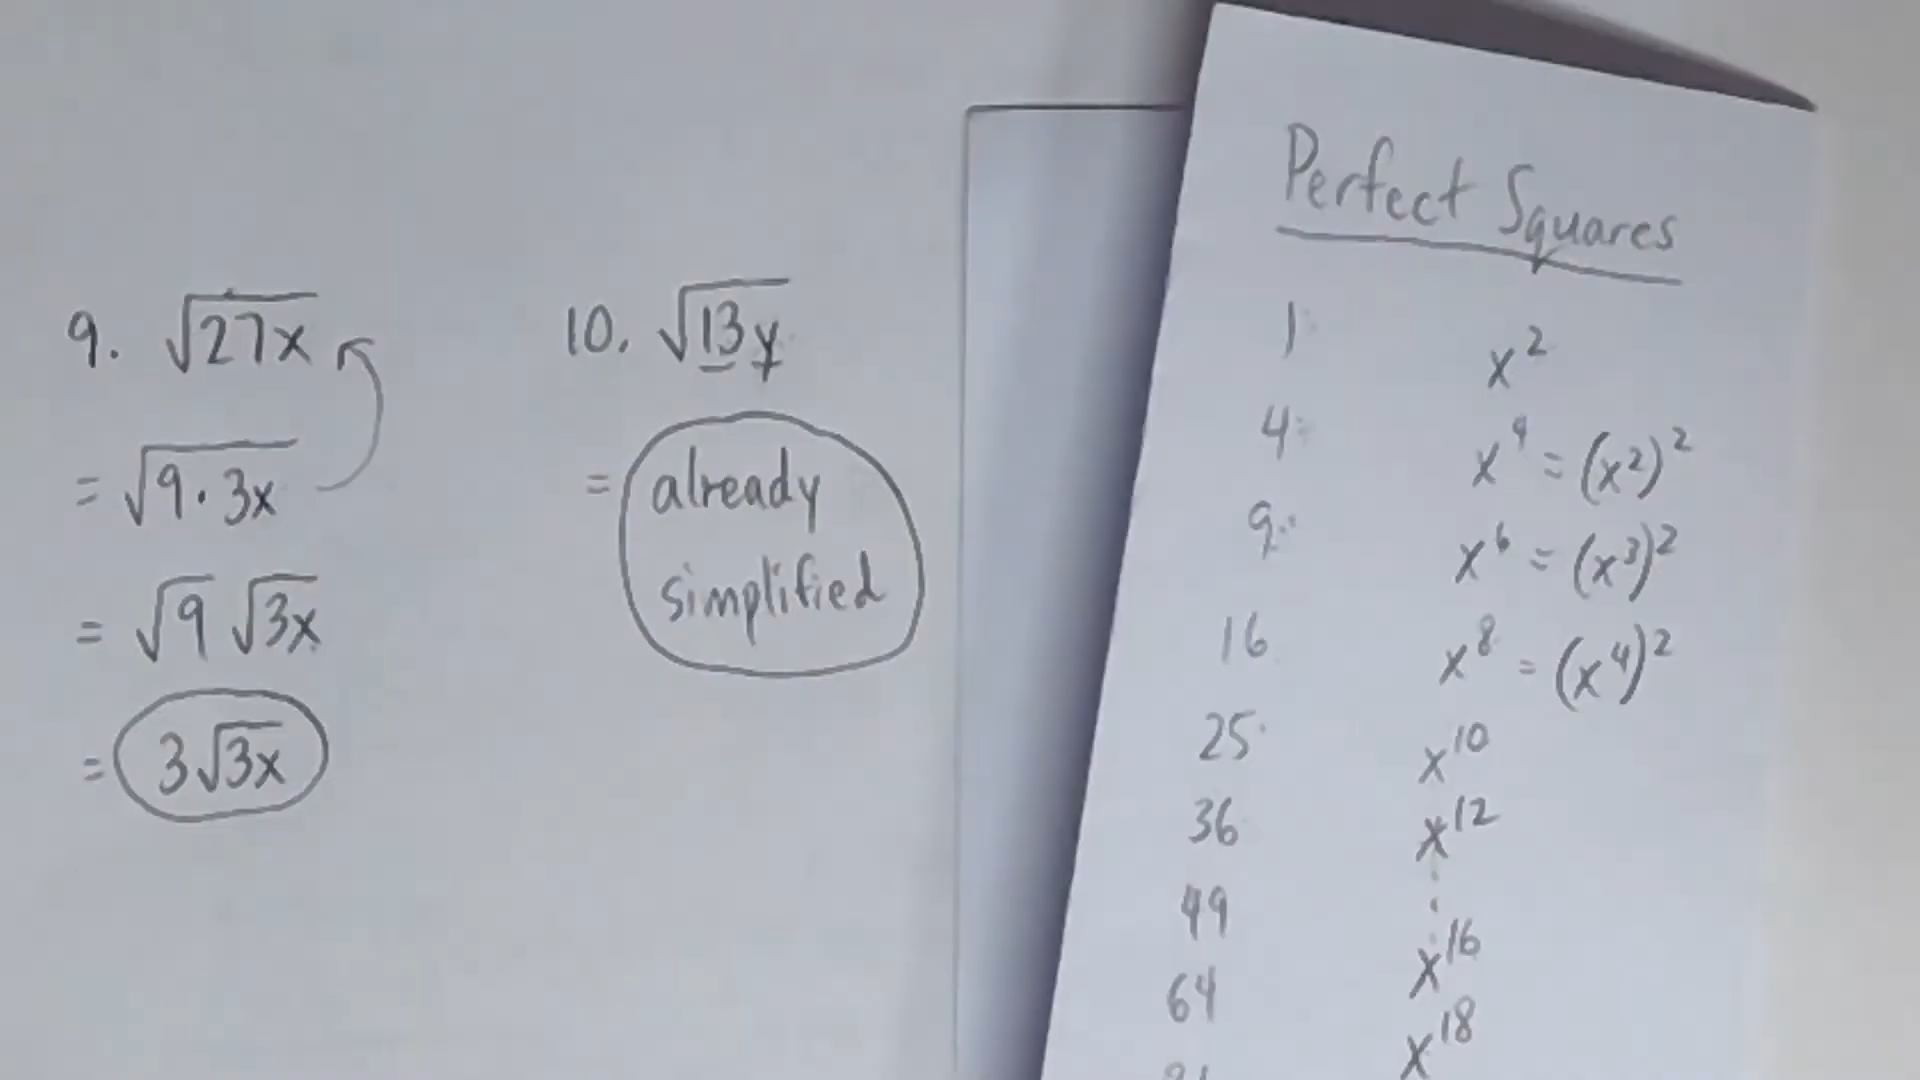 9. √27x
= √9·3x
= √9 √3x
= 3√3x
10. √13y
= already
simplified
Perfect Squares
1 x²
4 x⁴ = (x²)²
9 x⁶ = (x³)²
16 x⁸ = (x⁴)²
25 x¹⁰
36 x¹²
49
64 x¹⁶
x¹⁸